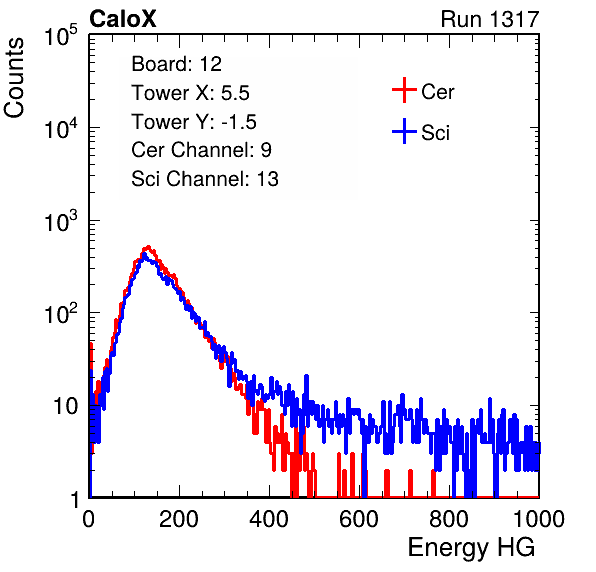 CaloX Run 1317
Counts
Board: 12
Tower X: 5.5
Tower Y: -1.5
Cer Channel: 9
Sci Channel: 13
Cer
Sci
10^5
10^4
10^3
10^2
10
1
0 200 400 600 800 1000
Energy HG